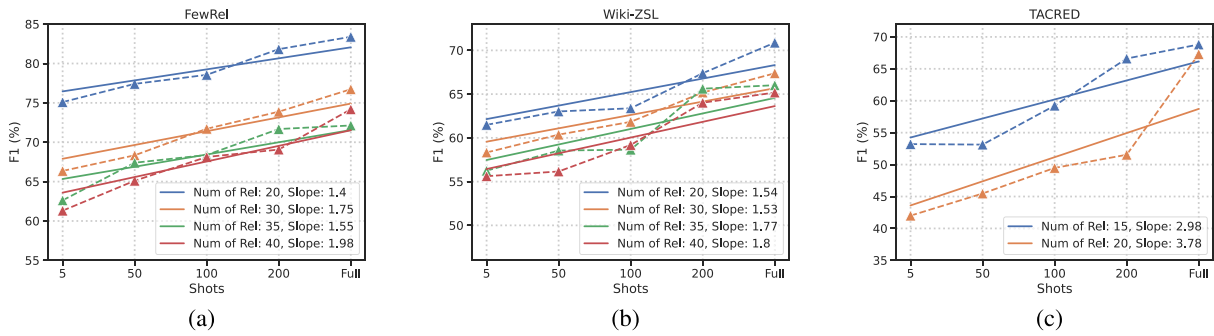 FewRel
85
80
75
70
65
60
55
F1 (%)
Num of Rel: 20, Slope: 1.4
Num of Rel: 30, Slope: 1.75
Num of Rel: 35, Slope: 1.55
Num of Rel: 40, Slope: 1.98
5 50 100 200 Full
Shots
(a)
Wiki-ZSL
70
65
60
55
50
F1 (%)
Num of Rel: 20, Slope: 1.54
Num of Rel: 30, Slope: 1.53
Num of Rel: 35, Slope: 1.77
Num of Rel: 40, Slope: 1.8
5 50 100 200 Full
Shots
(b)
TACRED
70
65
60
55
50
45
40
35
F1 (%)
Num of Rel: 15, Slope: 2.98
Num of Rel: 20, Slope: 3.78
5 50 100 200 Full
Shots
(c)